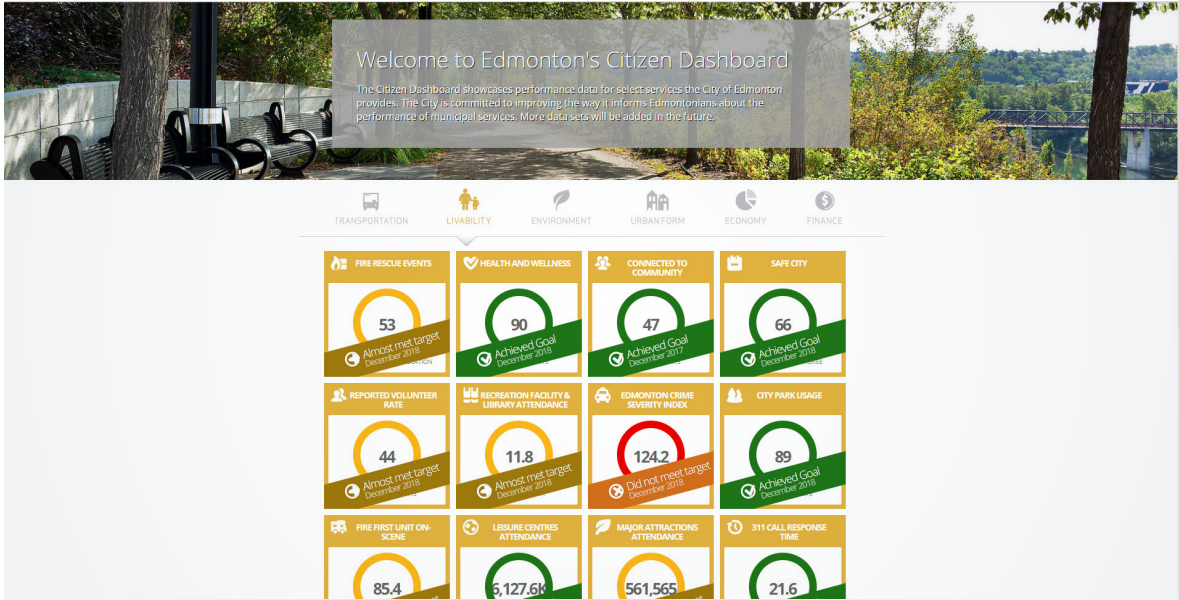 Welcome to Edmonton's Citizen Dashboard
The Citizen Dashboard showcases performance data for select services the City of Edmonton
provides. The City is committed to improving the way it informs Edmontonians about the
performance of municipal services. More data sets will be added in the future.
TRANSPORTATION
LIVABILITY
ENVIRONMENT
URBAN FORM
ECONOMY
FINANCE
FIRE RESCUE EVENTS
53
Almost met target
December 2018
HEALTH AND WELLNESS
90
Achieved Goal
December 2018
CONNECTED TO
COMMUNITY
47
Achieved Goal
December 2017
SAFE CITY
66
Achieved Goal
December 2018
REPORTED VOLUNTEER
RATE
44
Almost met target
December 2018
RECREATION FACILITY &
LIBRARY ATTENDANCE
11.8
Almost met target
December 2018
EDMONTON CRIME
SEVERITY INDEX
124.2
Did not meet target
December 2018
CITY PARK USAGE
89
Achieved Goal
December 2018
FIRE FIRST UNIT ON-
SCENE
85.4
LEISURE CENTRES
ATTENDANCE
6,127.6K
MAJOR ATTRACTIONS
ATTENDANCE
561,565
311 CALL RESPONSE
TIME
21.6